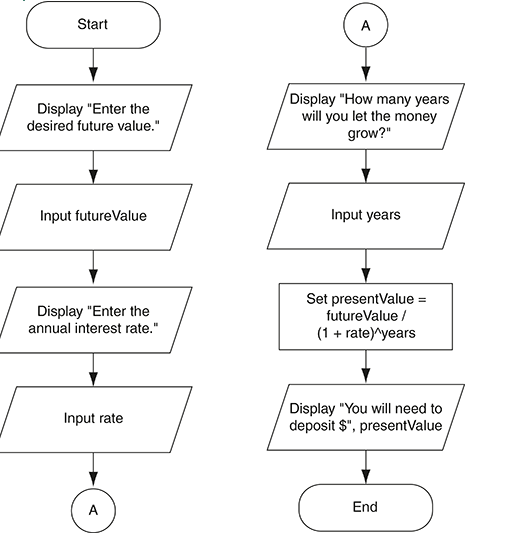 Start
Display "Enter the
desired future value."
Input futureValue
Display "Enter the
annual interest rate."
Input rate
A
A
Display "How many years
will you let the money
grow?"
Input years
Set presentValue =
futureValue /
(1 + rate)^years
Display "You will need to
deposit $", presentValue
End